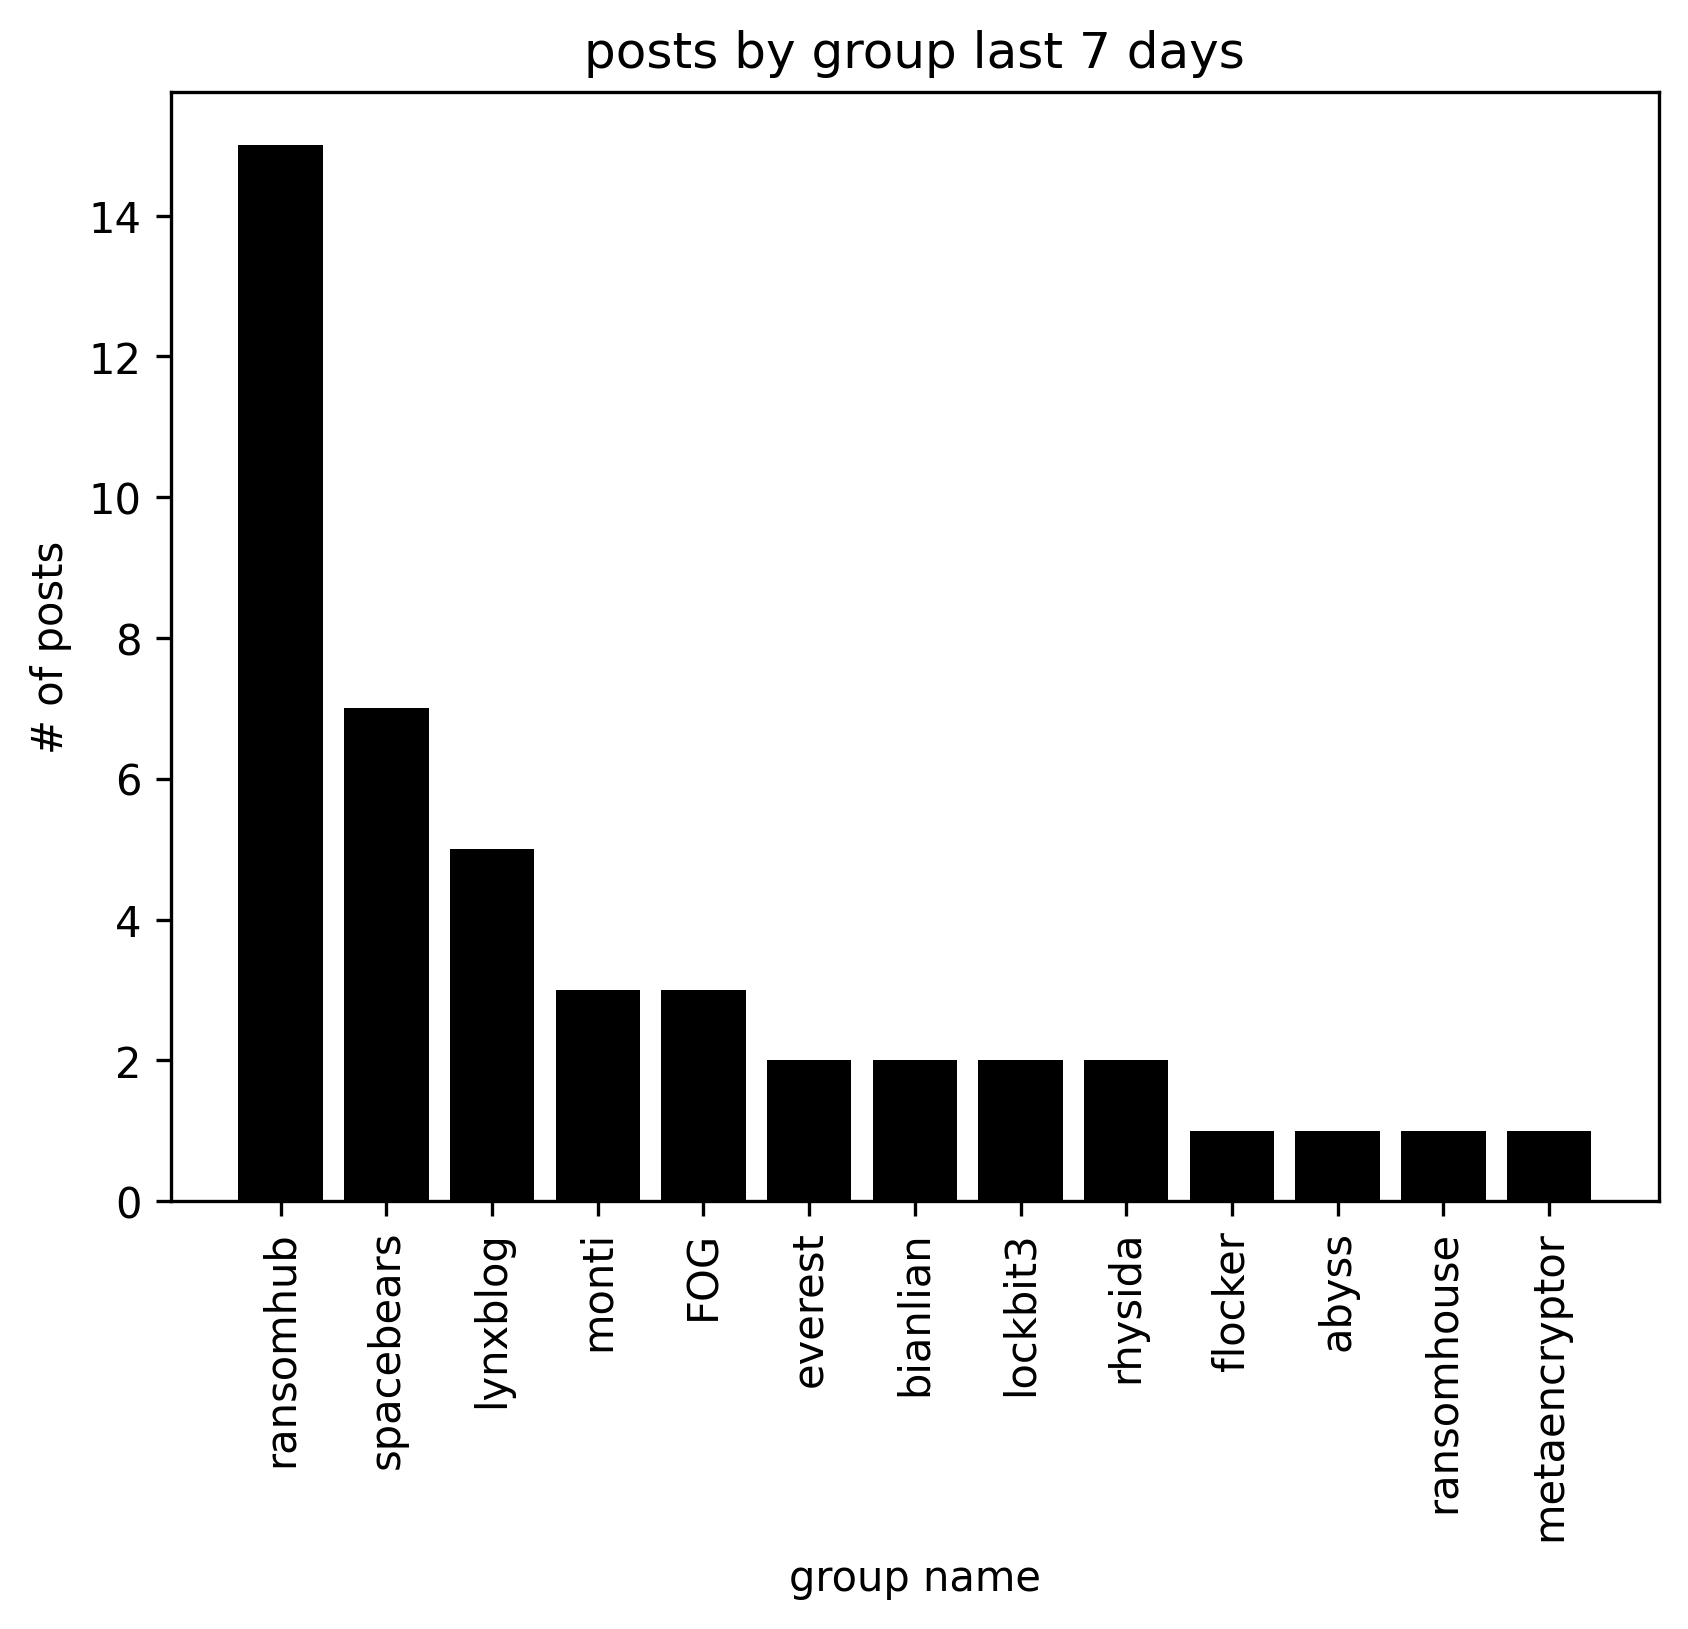 posts by group last 7 days
# of posts
14
12
10
8
6
4
2
0
ransomhub
spacebears
lynxblog
monti
FOG
everest
bianlian
lockbit3
rhysida
flocker
abyss
ransomhouse
metaencryptor
group name